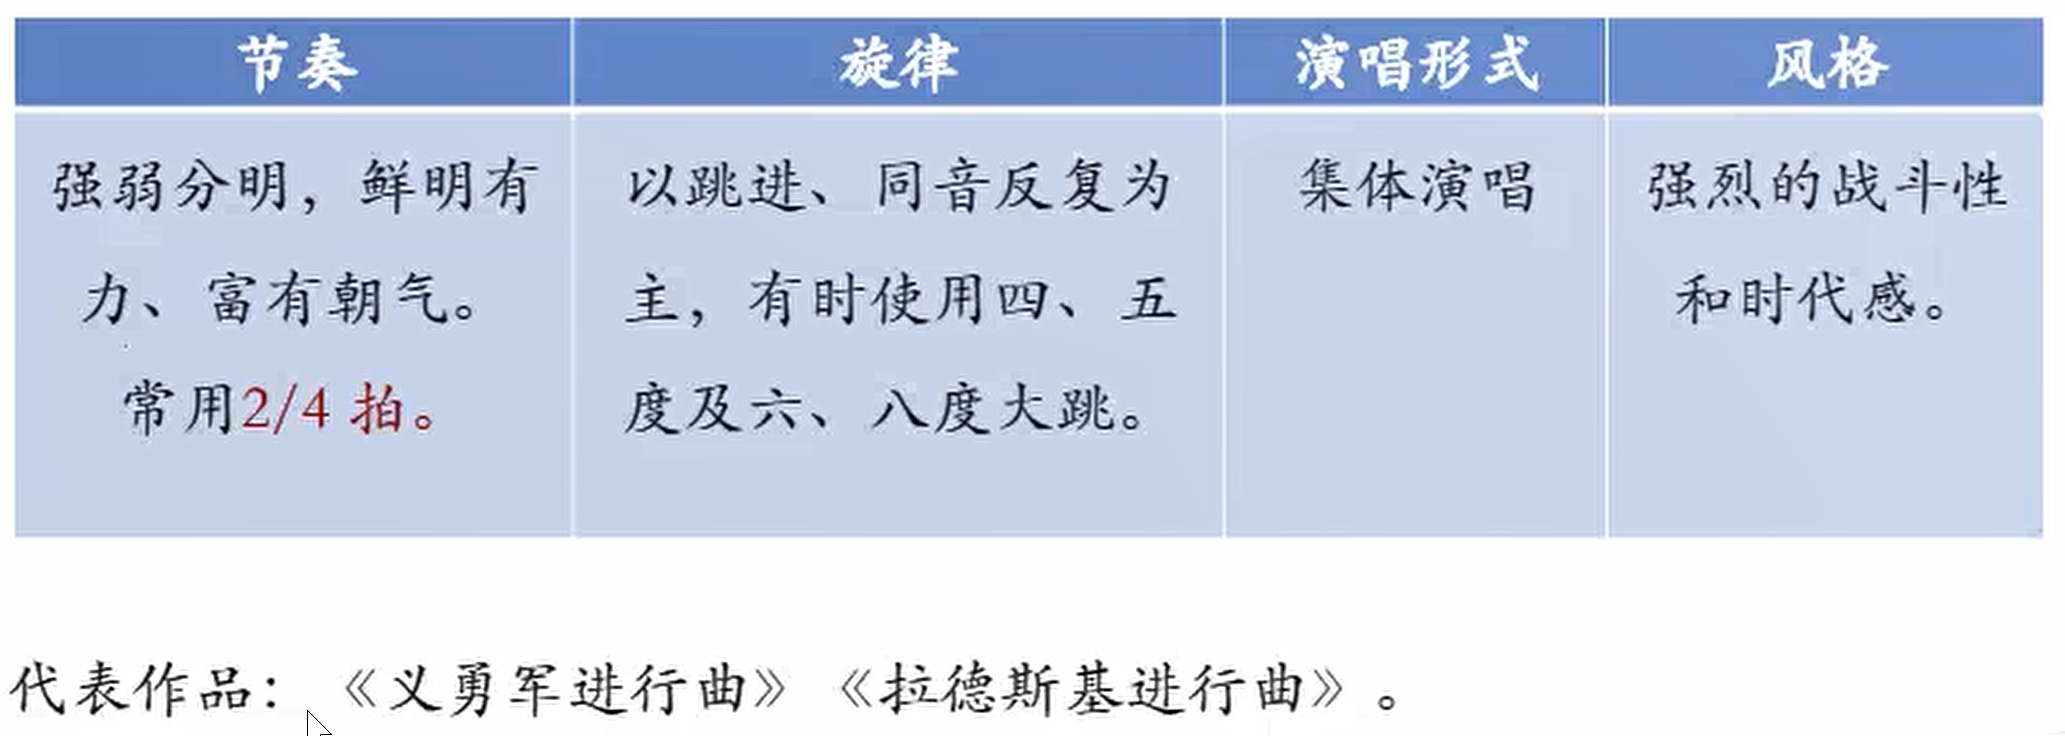 节奏
旋律
演唱形式
风格
强弱分明，鲜明有
力、富有朝气。
常用2/4 拍。
以跳进、同音反复为
主，有时使用四、五
度及六、八度大跳。
集体演唱
强烈的战斗性
和时代感。
代表作品：《义勇军进行曲》《拉德斯基进行曲》。